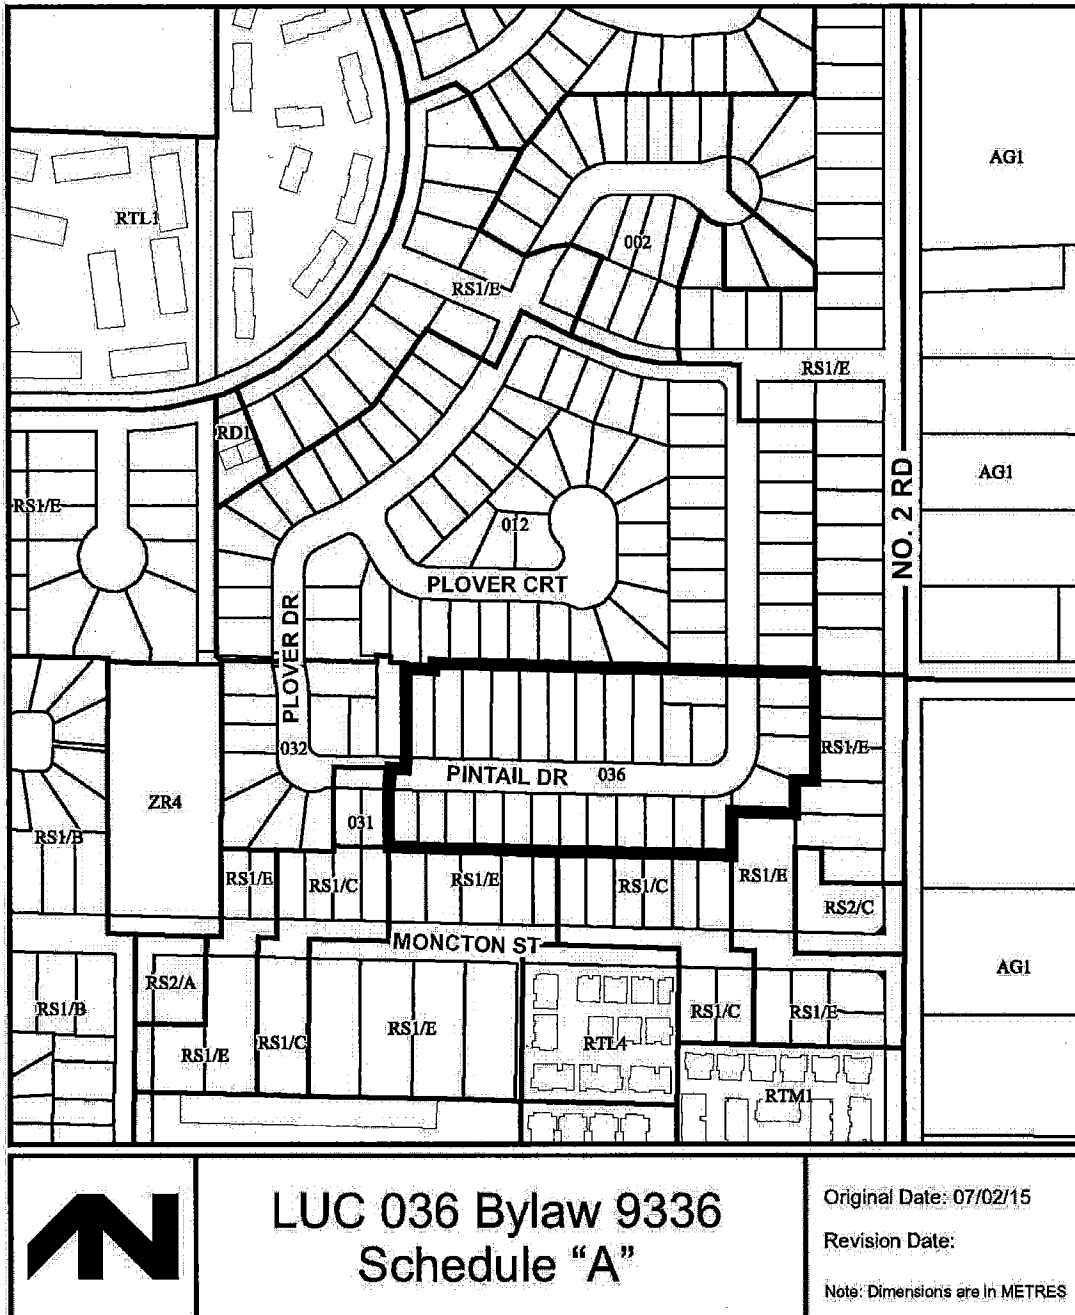 AG1
RTL1
002
RS1/E
RS1/E
RD1
NO. 2 RD
AG1
RS1/E
012
PLOVER CRT
PLOVER DR
032
RS1/E
PINTAIL DR
036
ZR4
031
RS1/B
RS1/E
RS1/C
RS1/E
RS1/C
RS1/E
RS2/C
MONCTON ST
AG1
RS2/A
RS1/B
RS1/C
RS1/E
RS1/E
RS1/E
RS1/C
RTL4
RTM1
LUC 036 Bylaw 9336
Schedule “A”
Original Date: 07/02/15
Revision Date:
Note: Dimensions are in METRES